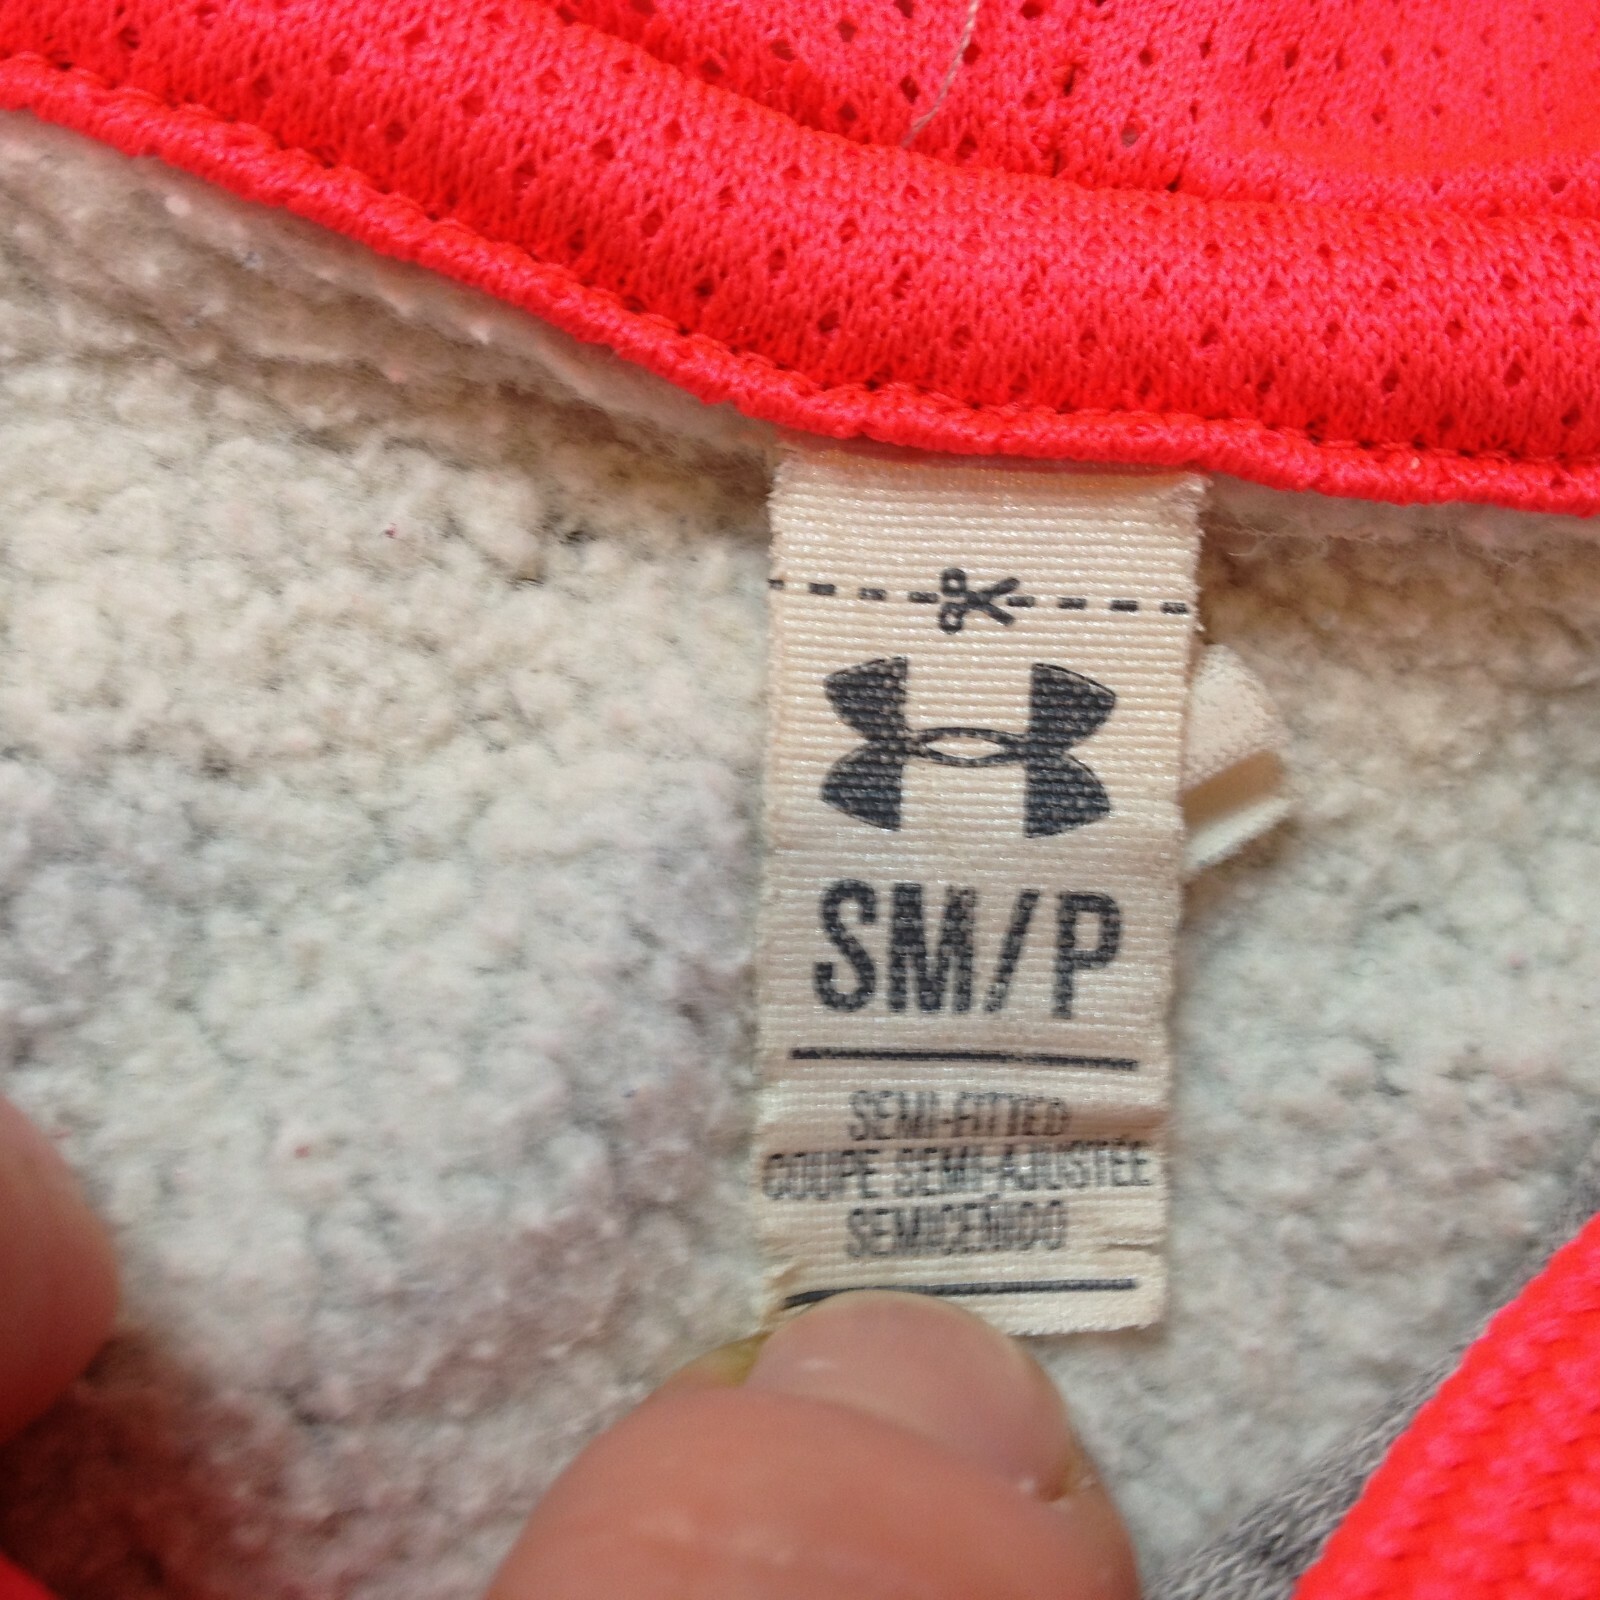 SM/P
SEMI-FITTED
COUPE SEMI-AJUSTÉE
SEMICEÑIDO